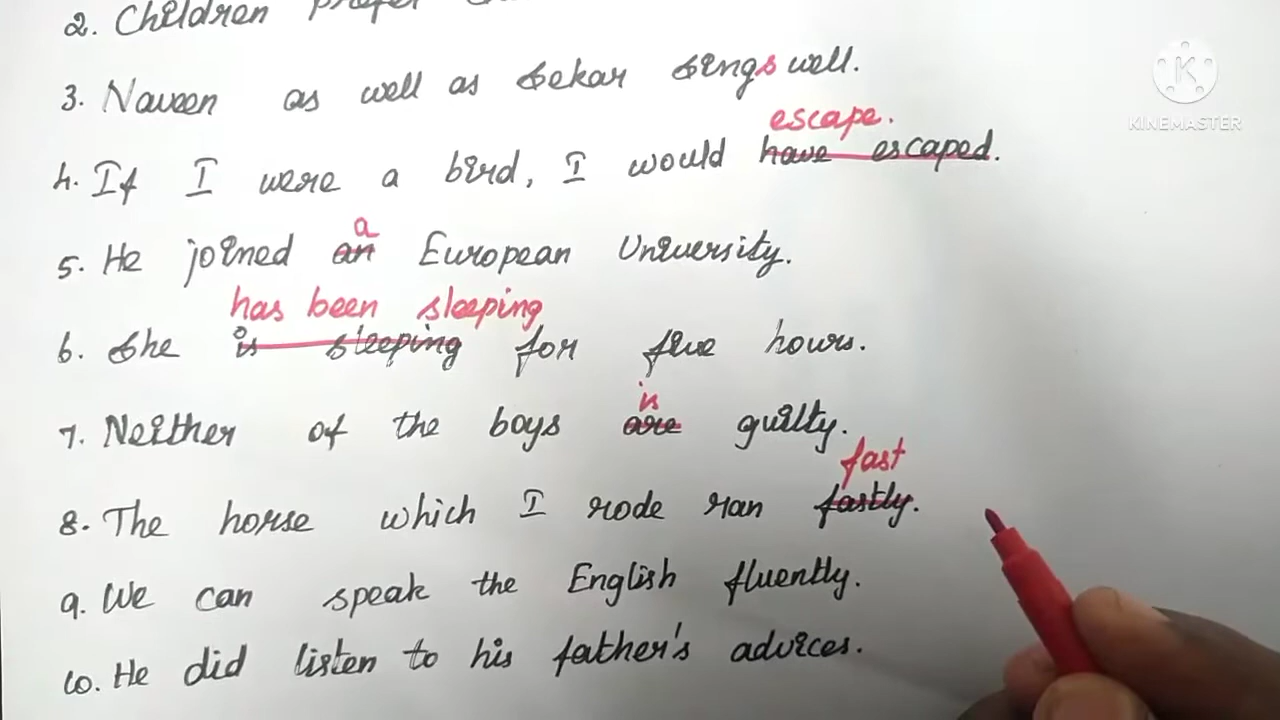 2. Children prefer
3. Naveen as well as Sekar sings well.
escape.
4. If I were a bird, I would have escaped.
a
5. He joined an European University.
has been sleeping
6. She is sleeping for five hours.
is
7. Neither of the boys are guilty.
fast
8. The horse which I rode ran fastly.
9. We can speak the English fluently.
10. He did listen to his father's advices.
K
KINEMASTER